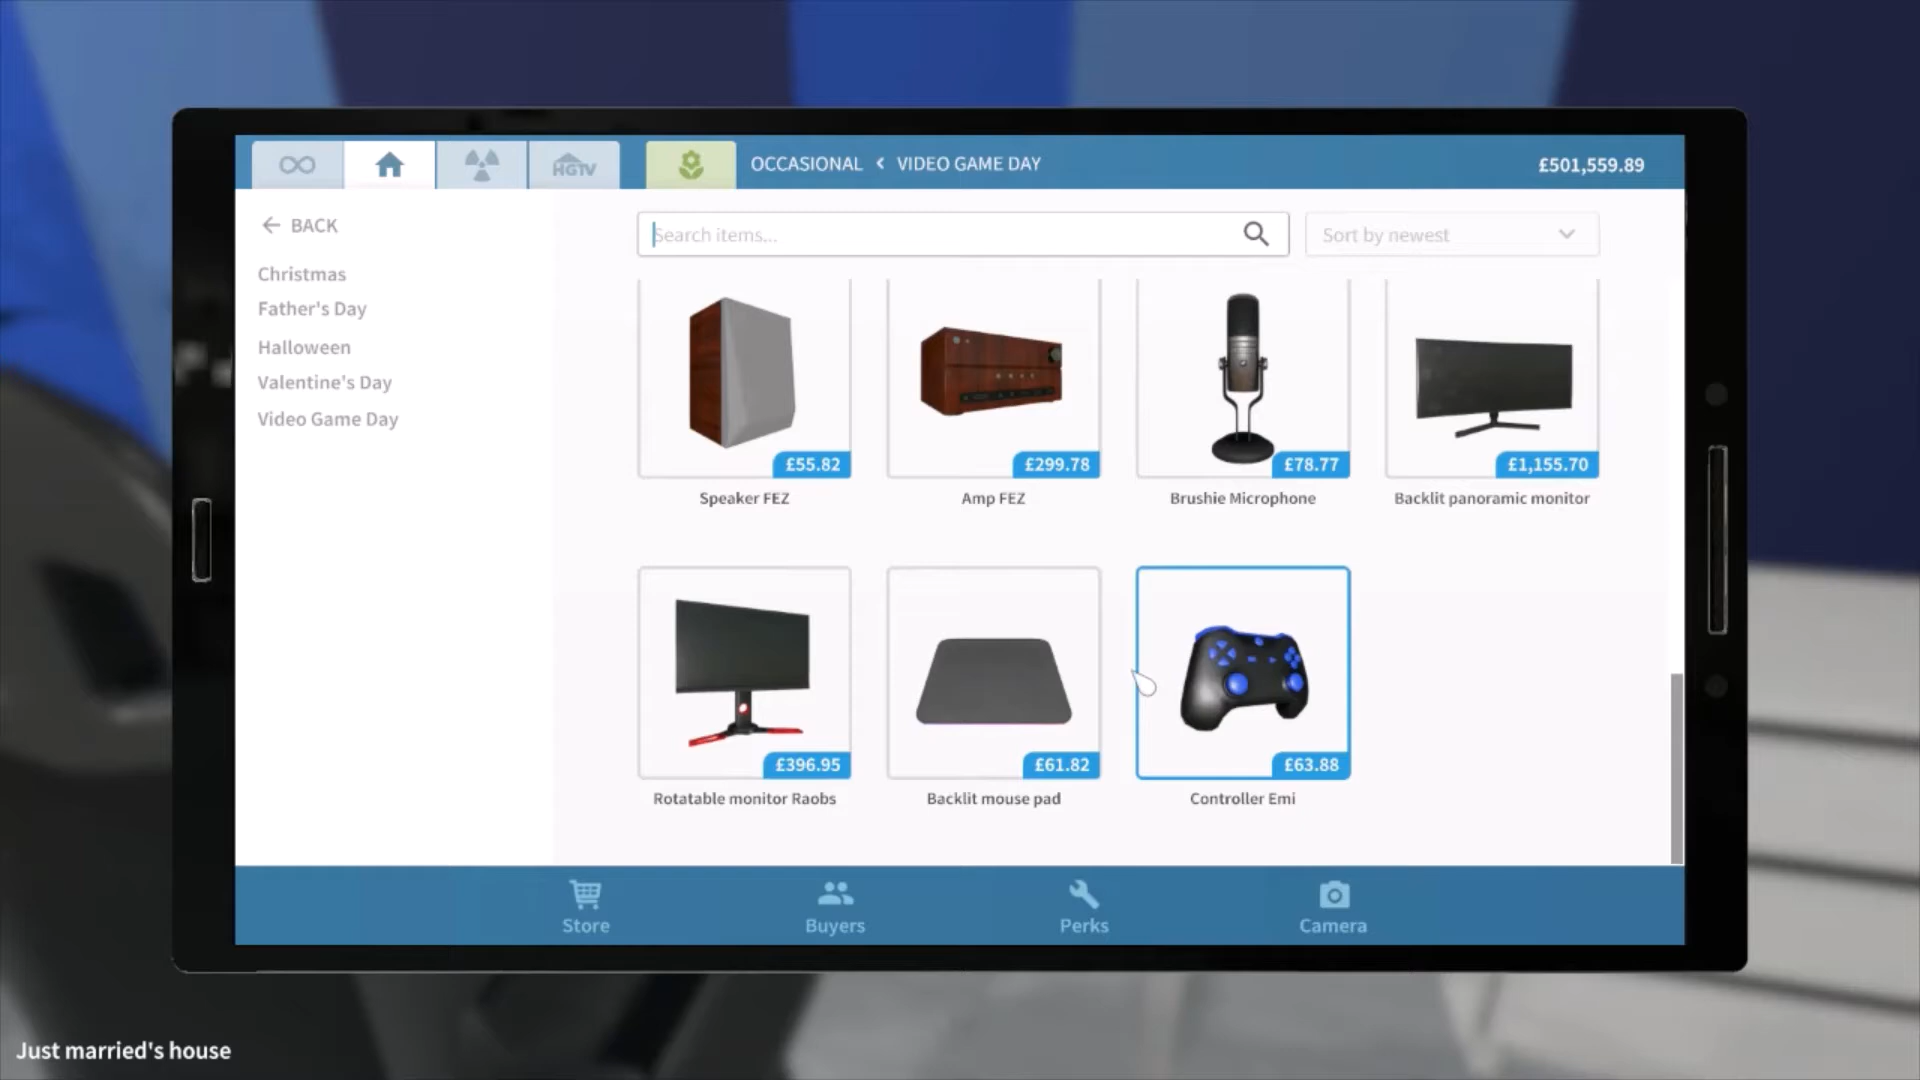 HGTV
OCCASIONAL < VIDEO GAME DAY
£501,559.89
← BACK
Christmas
Father's Day
Halloween
Valentine's Day
Video Game Day
Search items...
Sort by newest
£55.82
£299.78
£78.77
£1,155.70
Speaker FEZ
Amp FEZ
Brushie Microphone
Backlit panoramic monitor
£396.95
£61.82
£63.88
Rotatable monitor Raobs
Backlit mouse pad
Controller Emi
Store
Buyers
Perks
Camera
Just married's house